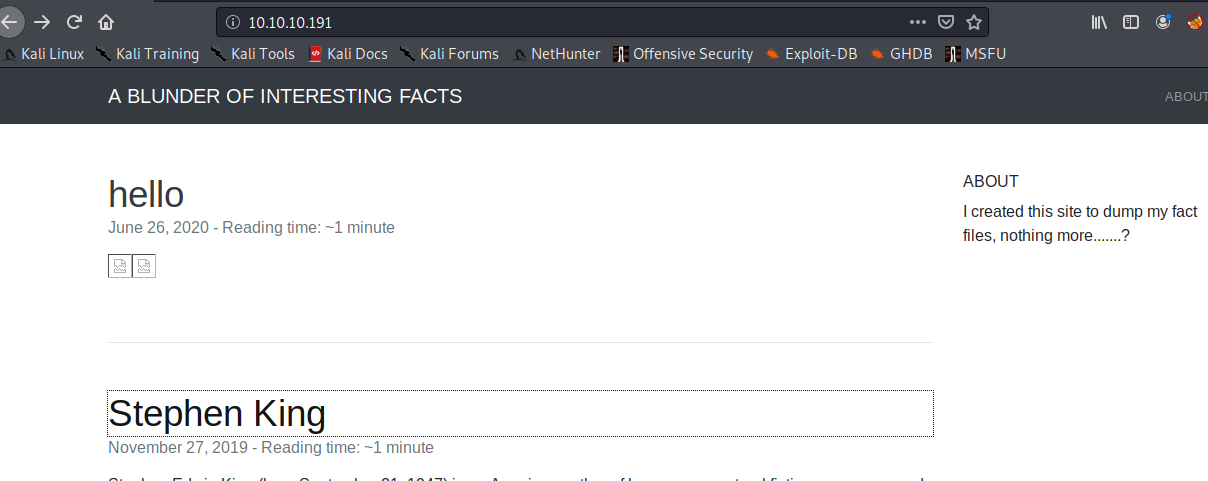 10.10.10.191
Kali Linux Kali Training Kali Tools Kali Docs Kali Forums NetHunter Offensive Security Exploit-DB GHDB MSFU
A BLUNDER OF INTERESTING FACTS
ABOUT
hello
June 26, 2020 - Reading time: ~1 minute
ABOUT
I created this site to dump my fact
files, nothing more.......?
Stephen King
November 27, 2019 - Reading time: ~1 minute